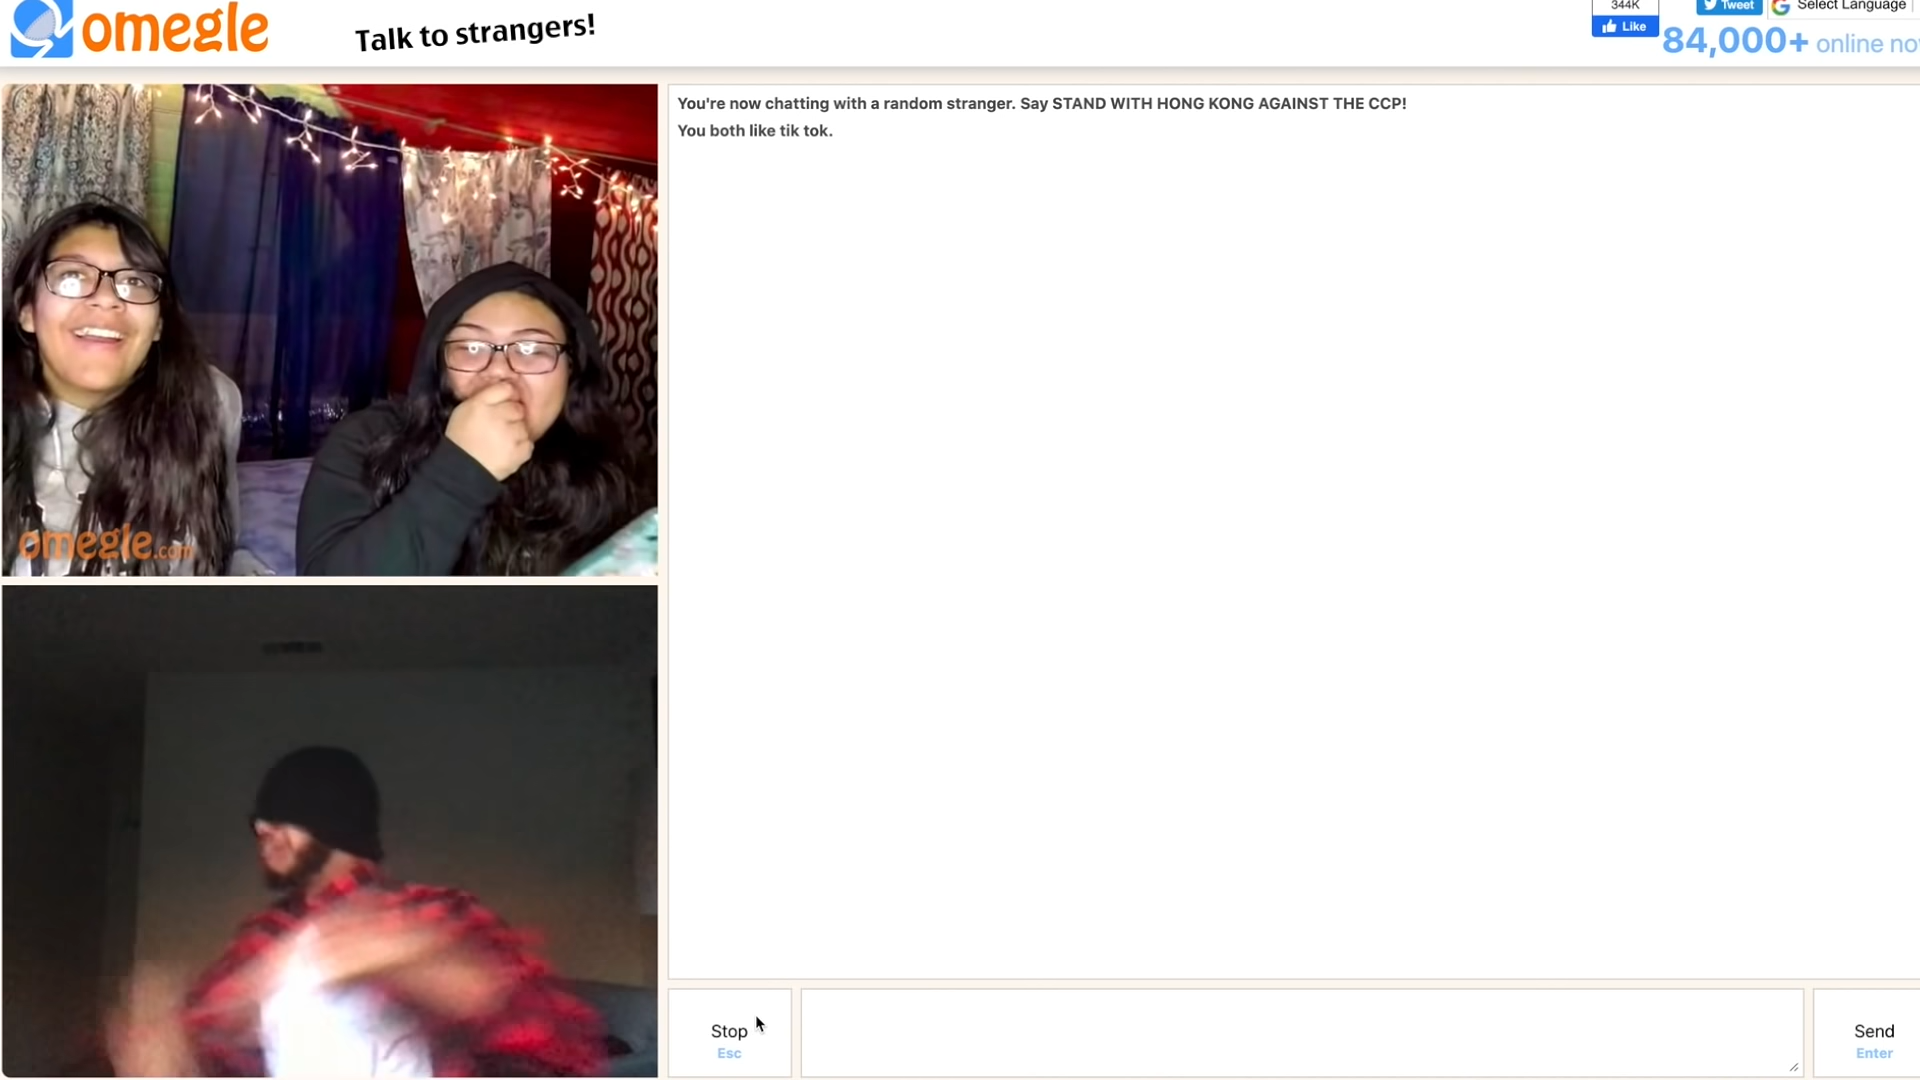 omegle
Talk to strangers!
344K
Like
Tweet
Select Language
84,000+ online no
You're now chatting with a random stranger. Say STAND WITH HONG KONG AGAINST THE CCP!
You both like tik tok.
omegle.com
Stop
Esc
Send
Enter